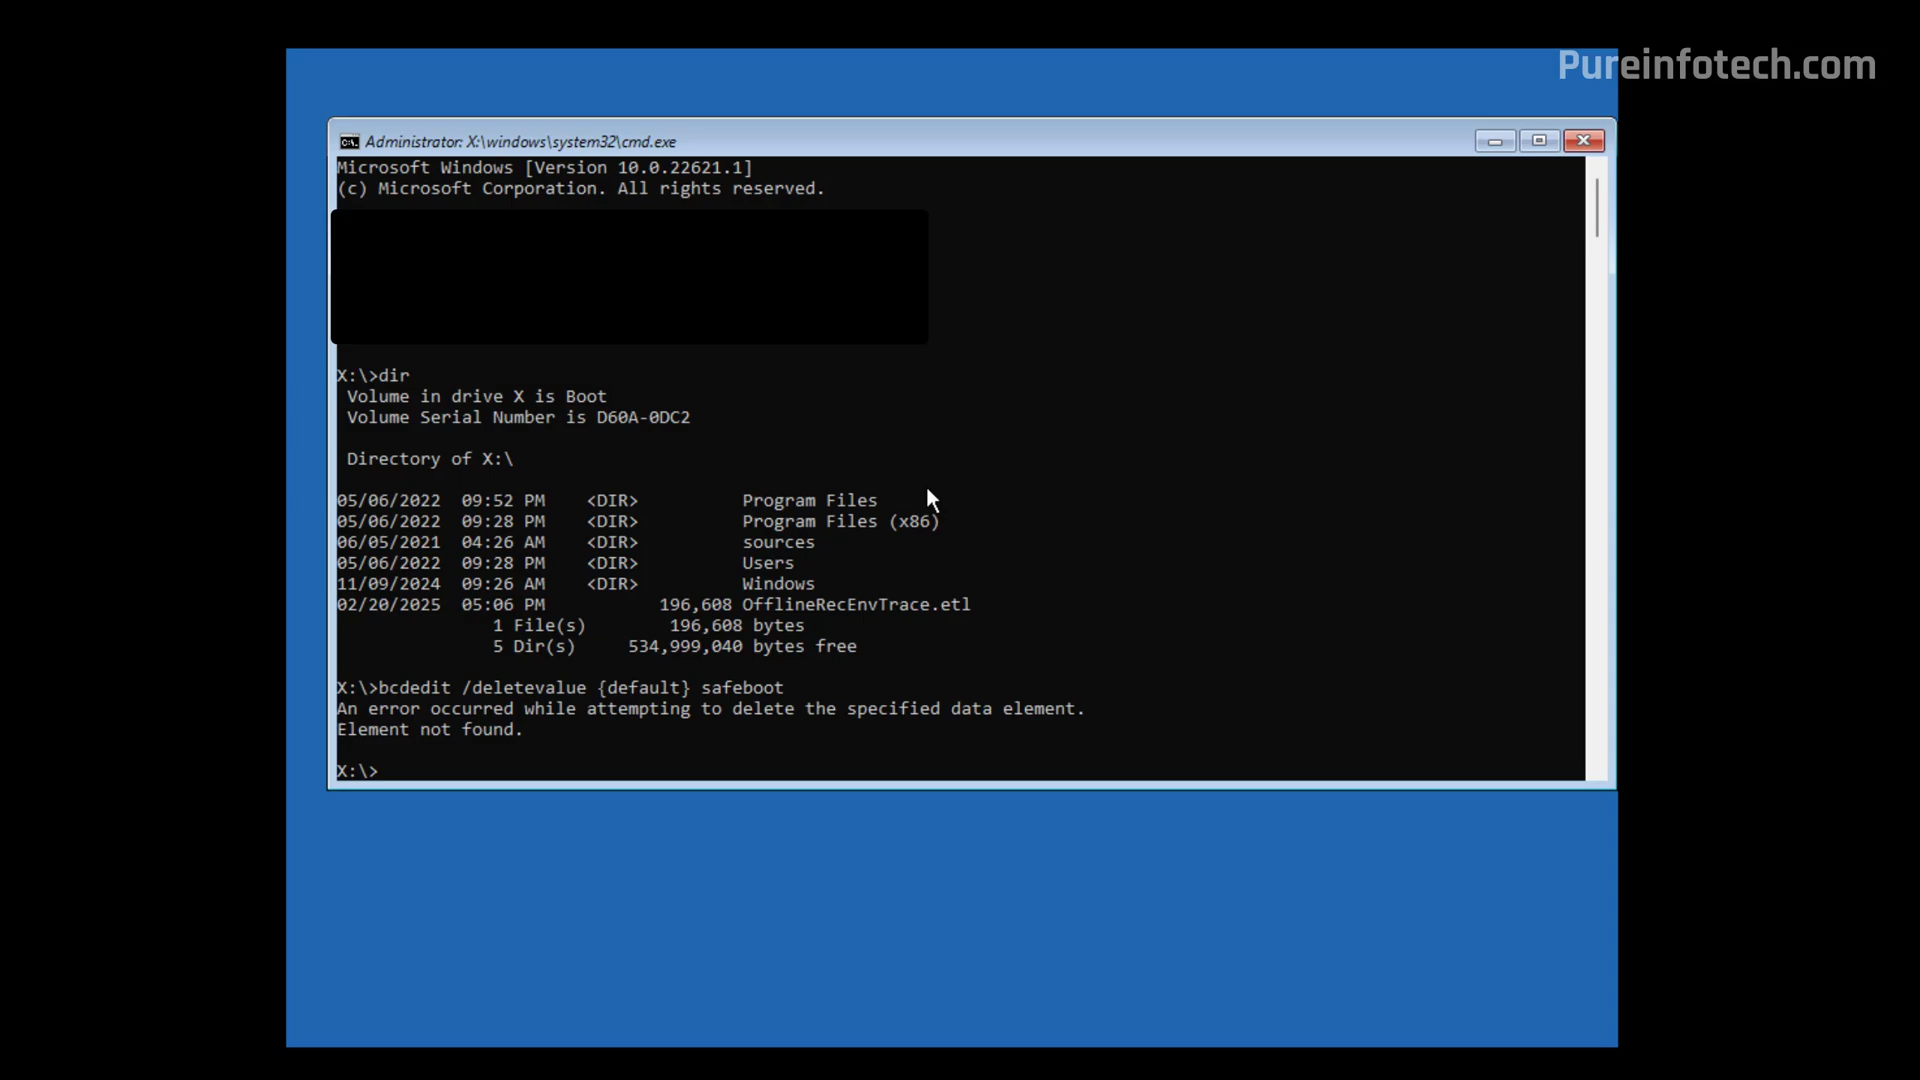 Pureinfotech.com
Administrator: X:\windows\system32\cmd.exe
Microsoft Windows [Version 10.0.22621.1]
(c) Microsoft Corporation. All rights reserved.
X:\>dir
Volume in drive X is Boot
Volume Serial Number is D60A-0DC2
Directory of X:\
05/06/2022  09:52 PM    <DIR>          Program Files
05/06/2022  09:28 PM    <DIR>          Program Files (x86)
06/05/2021  04:26 AM    <DIR>          sources
05/06/2022  09:28 PM    <DIR>          Users
11/09/2024  09:26 AM    <DIR>          Windows
02/20/2025  05:06 PM           196,608 OfflineRecEnvTrace.etl
1 File(s)        196,608 bytes
5 Dir(s)     534,999,040 bytes free
X:\>bcdedit /deletevalue {default} safeboot
An error occurred while attempting to delete the specified data element.
Element not found.
X:\>